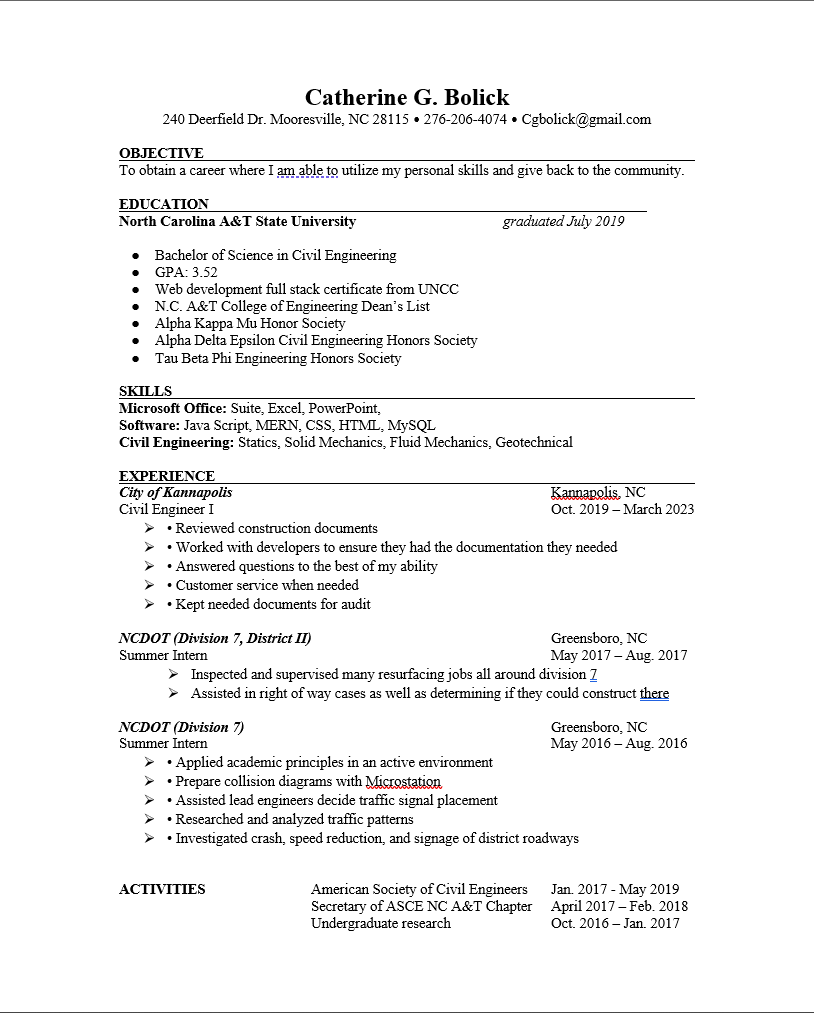 Catherine G. Bolick
240 Deerfield Dr. Mooresville, NC 28115 • 276-206-4074 • Cgbolick@gmail.com
OBJECTIVE
To obtain a career where I am able to utilize my personal skills and give back to the community.
EDUCATION
North Carolina A&T State University graduated July 2019
● Bachelor of Science in Civil Engineering
● GPA: 3.52
● Web development full stack certificate from UNCC
● N.C. A&T College of Engineering Dean’s List
● Alpha Kappa Mu Honor Society
● Alpha Delta Epsilon Civil Engineering Honors Society
● Tau Beta Phi Engineering Honors Society
SKILLS
Microsoft Office: Suite, Excel, PowerPoint,
Software: Java Script, MERN, CSS, HTML, MySQL
Civil Engineering: Statics, Solid Mechanics, Fluid Mechanics, Geotechnical
EXPERIENCE
City of Kannapolis Kannapolis, NC
Civil Engineer I Oct. 2019 – March 2023
➢ • Reviewed construction documents
➢ • Worked with developers to ensure they had the documentation they needed
➢ • Answered questions to the best of my ability
➢ • Customer service when needed
➢ • Kept needed documents for audit
NCDOT (Division 7, District II) Greensboro, NC
Summer Intern May 2017 – Aug. 2017
➢ Inspected and supervised many resurfacing jobs all around division 7
➢ Assisted in right of way cases as well as determining if they could construct there
NCDOT (Division 7) Greensboro, NC
Summer Intern May 2016 – Aug. 2016
➢ • Applied academic principles in an active environment
➢ • Prepare collision diagrams with Microstation
➢ • Assisted lead engineers decide traffic signal placement
➢ • Researched and analyzed traffic patterns
➢ • Investigated crash, speed reduction, and signage of district roadways
ACTIVITIES American Society of Civil Engineers Jan. 2017 - May 2019
Secretary of ASCE NC A&T Chapter April 2017 – Feb. 2018
Undergraduate research Oct. 2016 – Jan. 2017